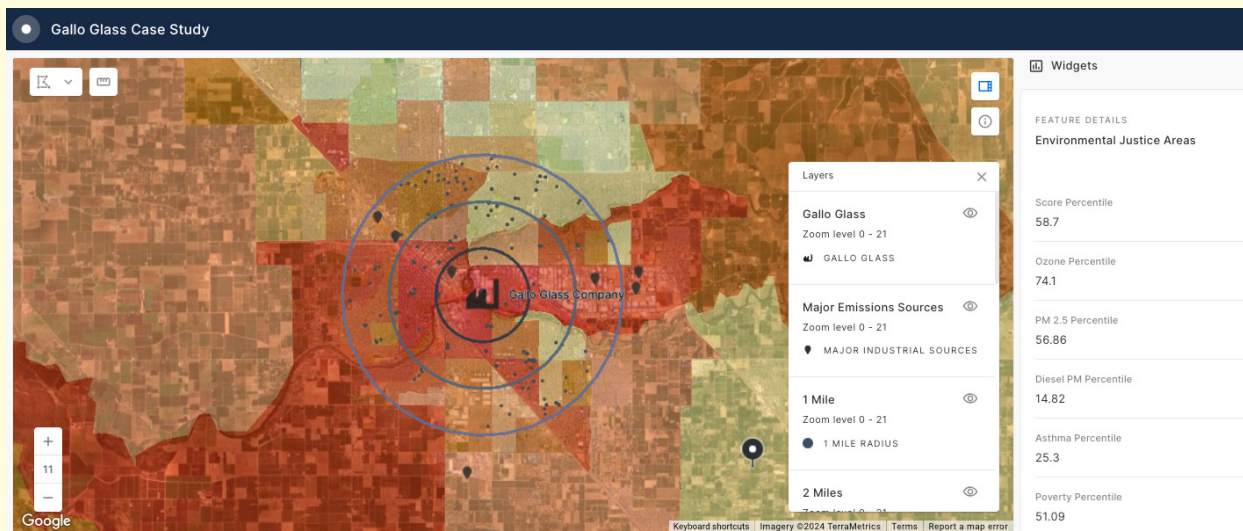 Gallo Glass Case Study
Widgets
FEATURE DETAILS
Environmental Justice Areas
Score Percentile
58.7
Ozone Percentile
74.1
PM 2.5 Percentile
56.86
Diesel PM Percentile
14.82
Asthma Percentile
25.3
Poverty Percentile
51.09
Layers
Gallo Glass
Zoom level 0 - 21
GALLO GLASS
Major Emissions Sources
Zoom level 0 - 21
MAJOR INDUSTRIAL SOURCES
1 Mile
Zoom level 0 - 21
1 MILE RADIUS
2 Miles
Zoom level 0 - 21
Gallo Glass Company
+
11
−
Google
Keyboard shortcuts
Imagery ©2024 TerraMetrics
Terms
Report a map error